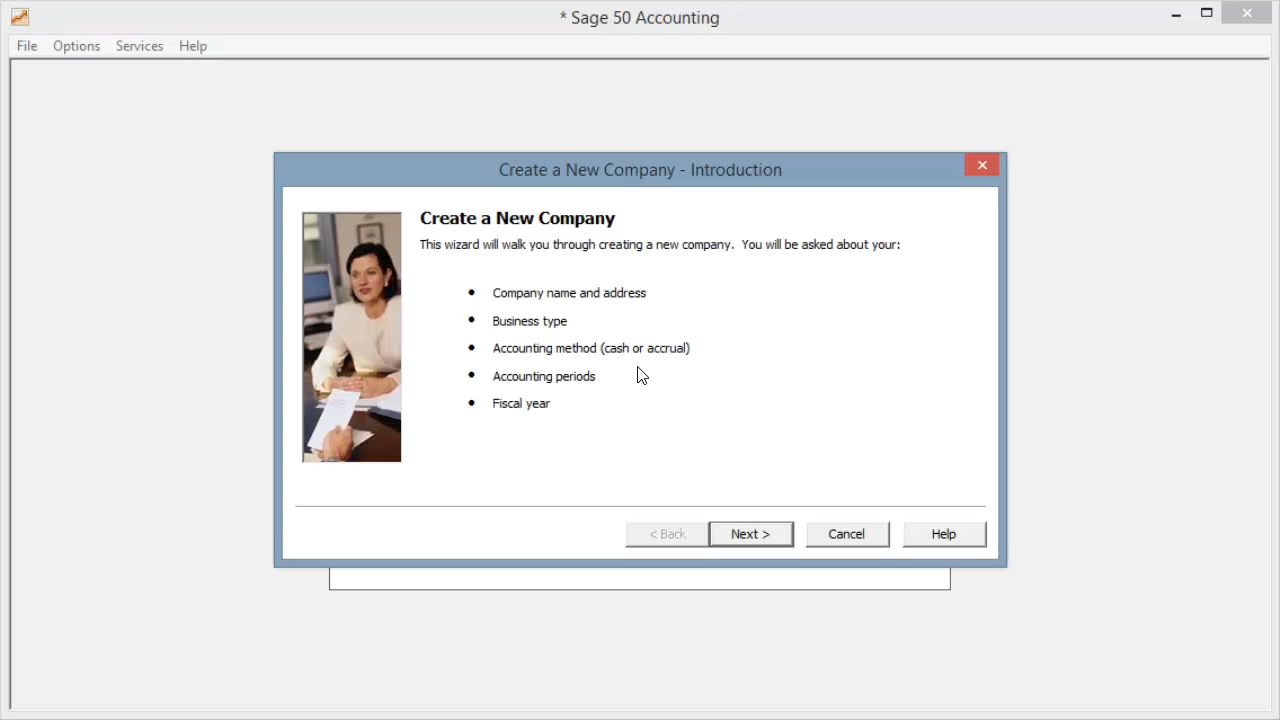 * Sage 50 Accounting
File Options Services Help
Create a New Company - Introduction
Create a New Company
This wizard will walk you through creating a new company. You will be asked about your:
• Company name and address
• Business type
• Accounting method (cash or accrual)
• Accounting periods
• Fiscal year
< Back Next > Cancel Help